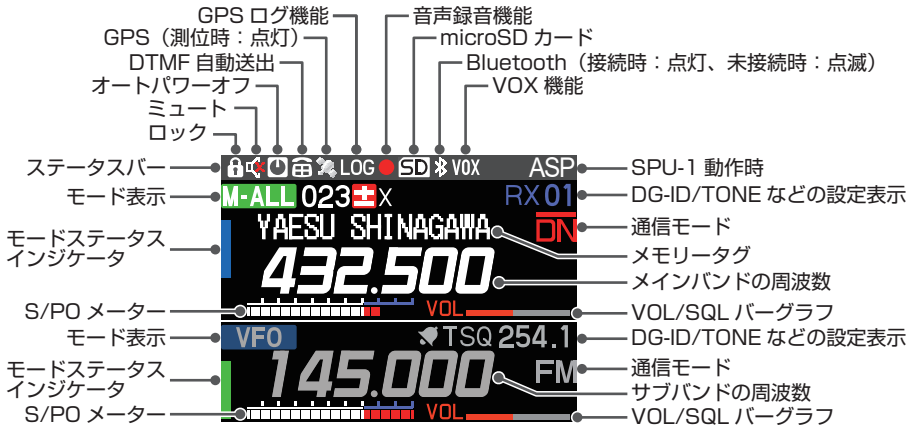 GPS ログ機能
音声録音機能
GPS（測位時：点灯）
microSD カード
DTMF 自動送出
Bluetooth（接続時：点灯、未接続時：点滅）
オートパワーオフ
VOX 機能
ミュート
ロック
ステータスバー
LOG SD VOX ASP
SPU-1 動作時
モード表示
M-ALL 023 X RX 01
DG-ID/TONE などの設定表示
モードステータス
インジケータ
YAESU SHINAGAWA DN
通信モード
メモリータグ
432.500
メインバンドの周波数
S/PO メーター
VOL
VOL/SQL バーグラフ
モード表示
VFO TSQ 254.1
DG-ID/TONE などの設定表示
モードステータス
インジケータ
145.000 FM
通信モード
サブバンドの周波数
S/PO メーター
VOL
VOL/SQL バーグラフ